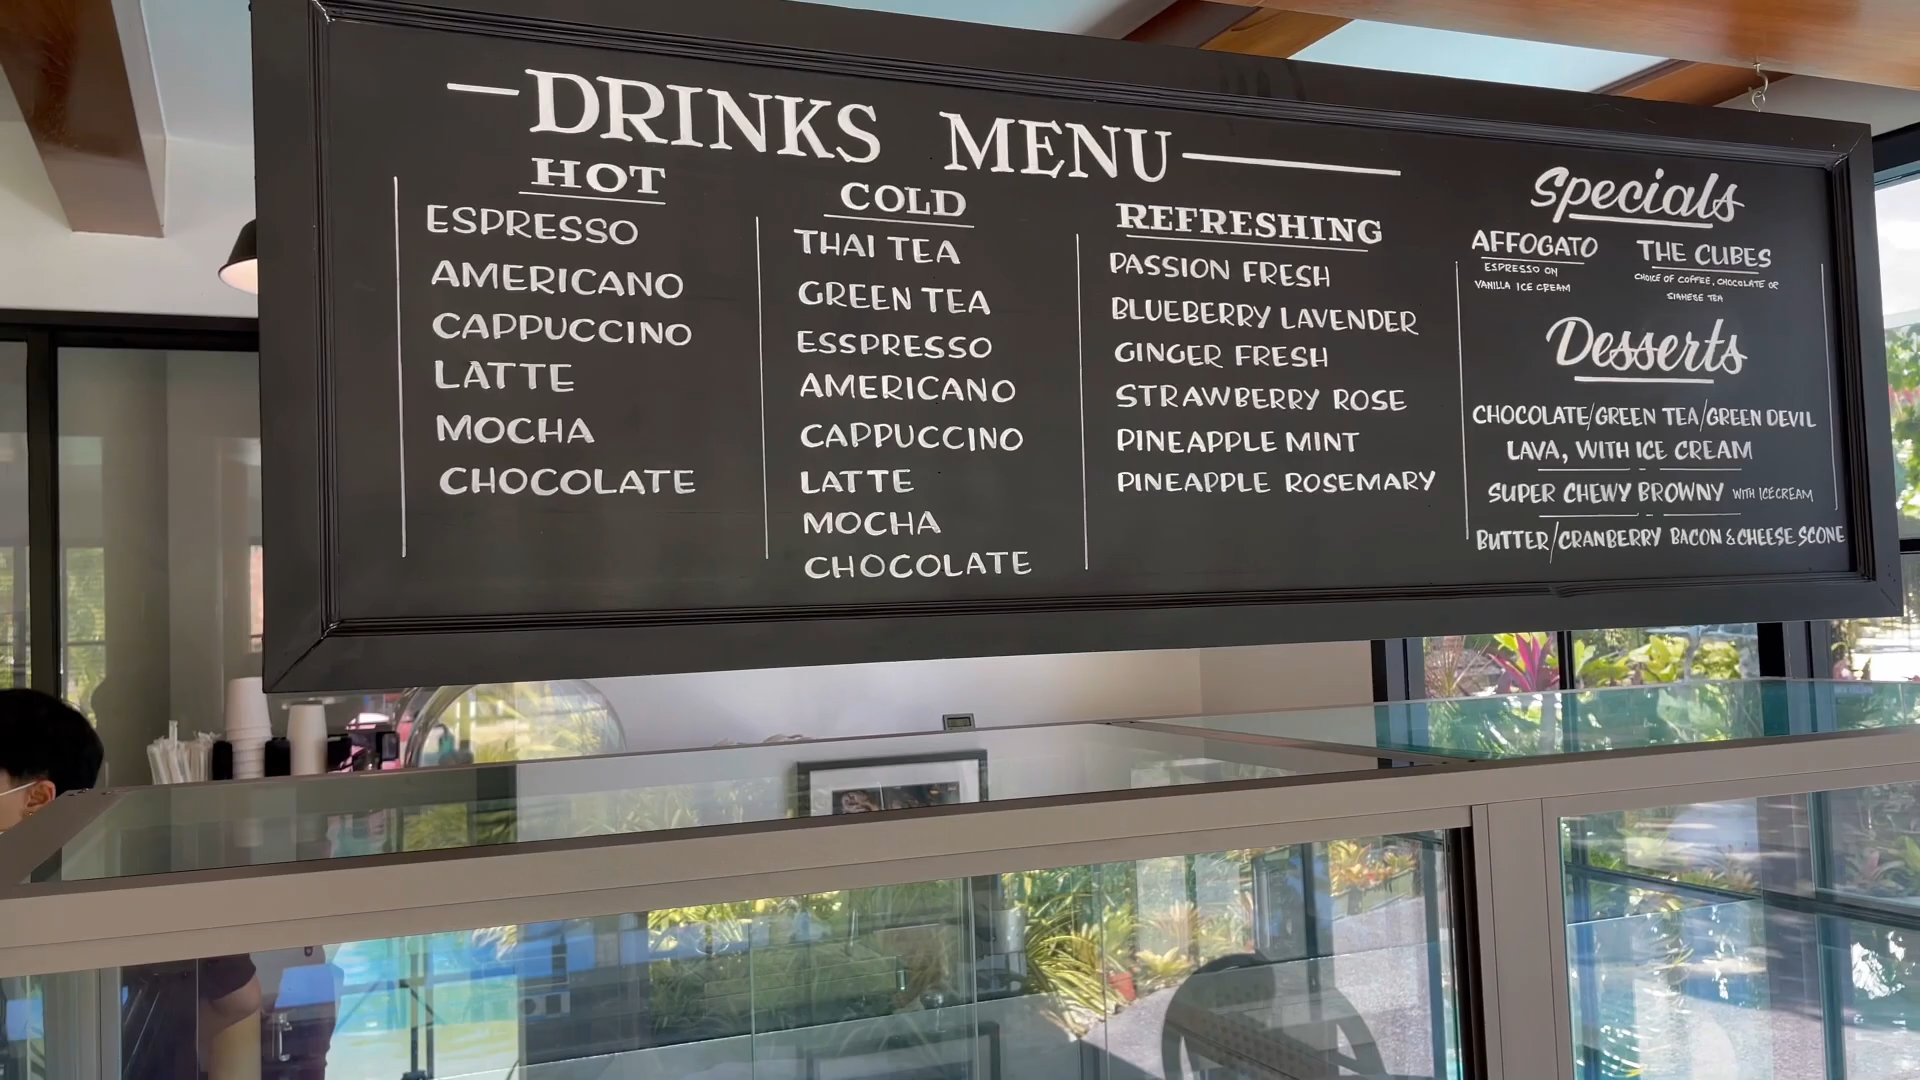 DRINKS MENU
HOT
ESPRESSO
AMERICANO
CAPPUCCINO
LATTE
MOCHA
CHOCOLATE
COLD
THAI TEA
GREEN TEA
ESSPRESSO
AMERICANO
CAPPUCCINO
LATTE
MOCHA
CHOCOLATE
REFRESHING
PASSION FRESH
BLUEBERRY LAVENDER
GINGER FRESH
STRAWBERRY ROSE
PINEAPPLE MINT
PINEAPPLE ROSEMARY
Specials
AFFOGATO
ESPRESSO ON
VANILLA ICE CREAM
THE CUBES
CHOICE OF COFFEE, CHOCOLATE OR
SIAMESE TEA
Desserts
CHOCOLATE/GREEN TEA/GREEN DEVIL
LAVA, WITH ICE CREAM
SUPER CHEWY BROWNY WITH ICECREAM
BUTTER/CRANBERRY BACON & CHEESE SCONE